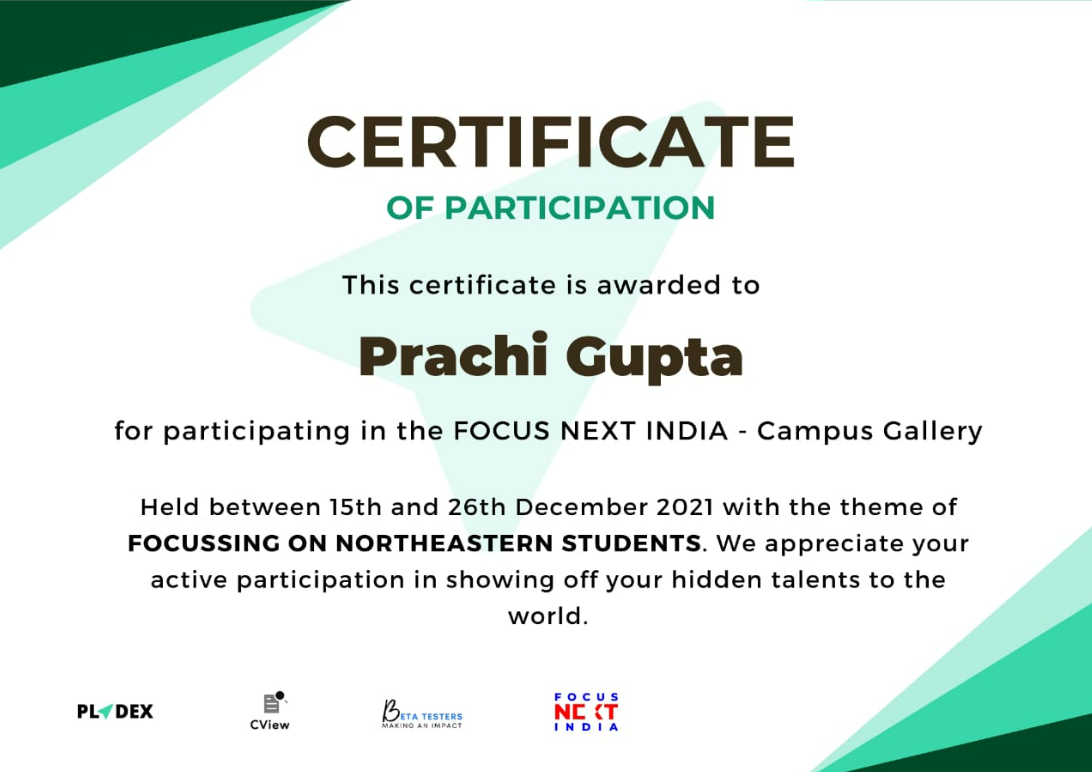 CERTIFICATE
OF PARTICIPATION
This certificate is awarded to
Prachi Gupta
for participating in the FOCUS NEXT INDIA - Campus Gallery
Held between 15th and 26th December 2021 with the theme of
FOCUSSING ON NORTHEASTERN STUDENTS. We appreciate your
active participation in showing off your hidden talents to the
world.
PL DEX
CView
BETA TESTERS
MAKING AN IMPACT
FOCUS
NEXT
INDIA